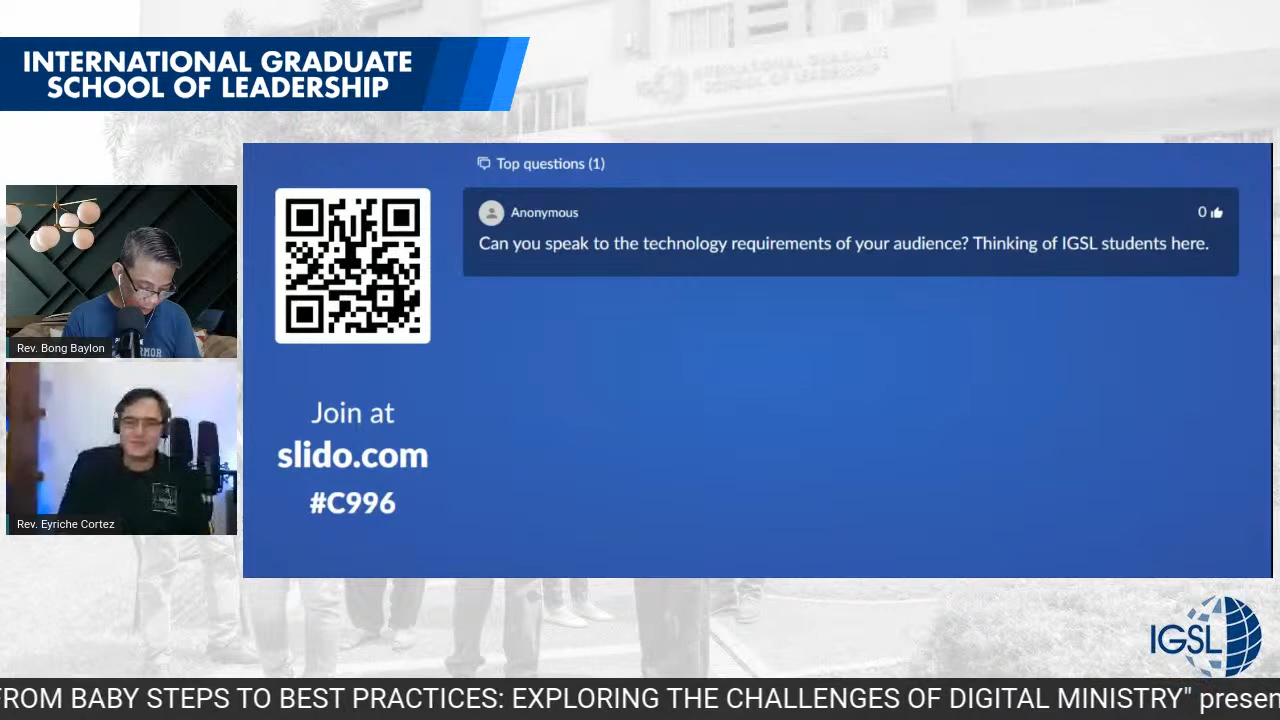 INTERNATIONAL GRADUATE
SCHOOL OF LEADERSHIP
Top questions (1)
Anonymous
0
Can you speak to the technology requirements of your audience? Thinking of IGSL students here.
Rev. Bong Baylon
Join at
slido.com
#C996
Rev. Eyriche Cortez
IGSL
FROM BABY STEPS TO BEST PRACTICES: EXPLORING THE CHALLENGES OF DIGITAL MINISTRY"